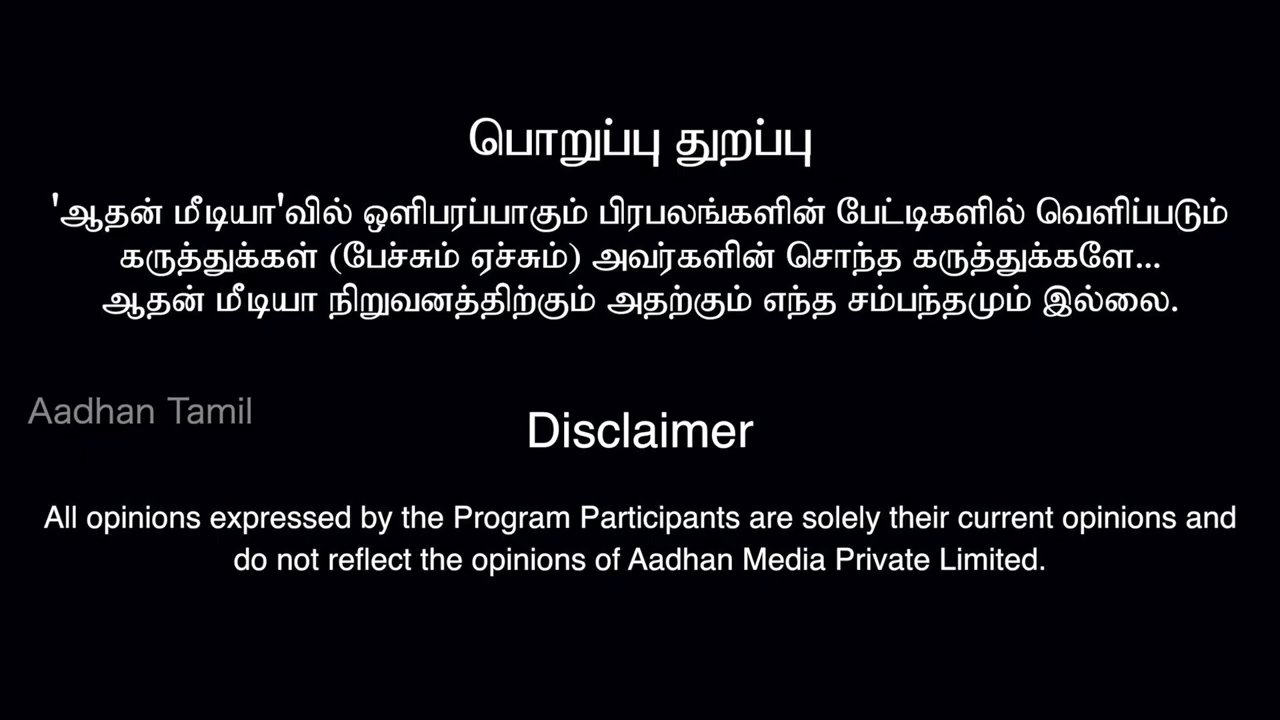 பொறுப்பு துறப்பு
'ஆதன் மீடியா'வில் ஒளிபரப்பாகும் பிரபலங்களின் பேட்டிகளில் வெளிப்படும்
கருத்துக்கள் (பேச்சும் ஏச்சும்) அவர்களின் சொந்த கருத்துக்களே...
ஆதன் மீடியா நிறுவனத்திற்கும் அதற்கும் எந்த சம்பந்தமும் இல்லை.
Aadhan Tamil
Disclaimer
All opinions expressed by the Program Participants are solely their current opinions and
do not reflect the opinions of Aadhan Media Private Limited.